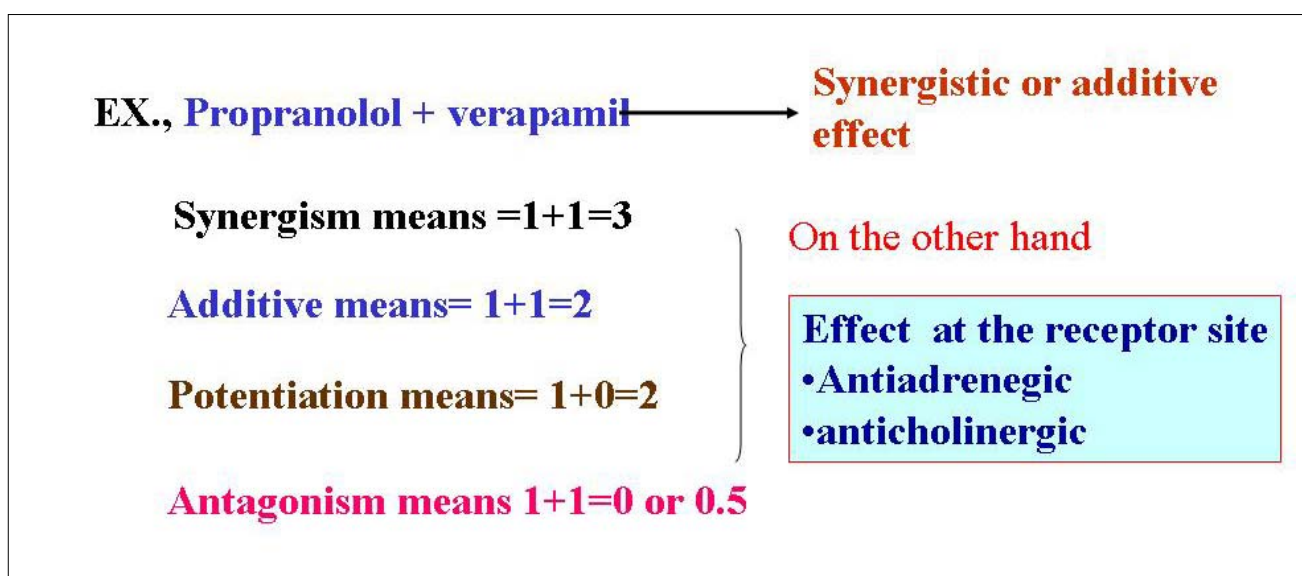 EX., Propranolol + verapamil
Synergistic or additive
effect
Synergism means =1+1=3
Additive means= 1+1=2
Potentiation means= 1+0=2
Antagonism means 1+1=0 or 0.5
On the other hand
Effect at the receptor site
•Antiadrenegic
•anticholinergic